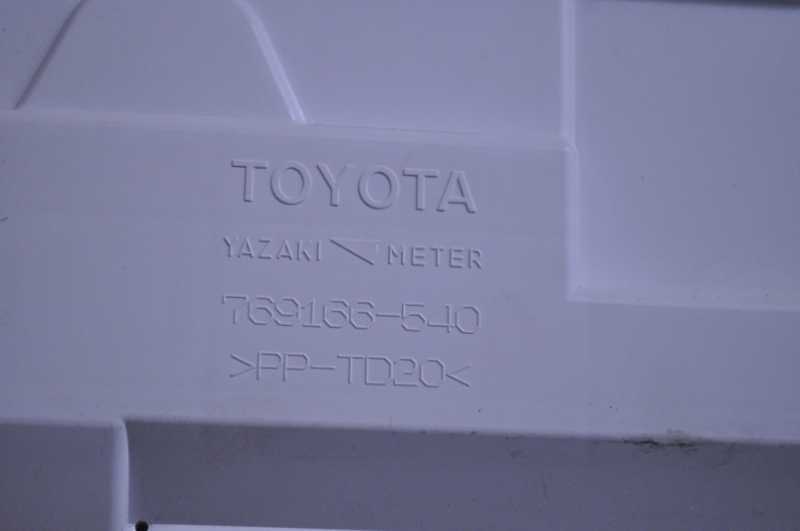 TOYOTA
YAZAKI METER
769166-540
>PP-TD20<